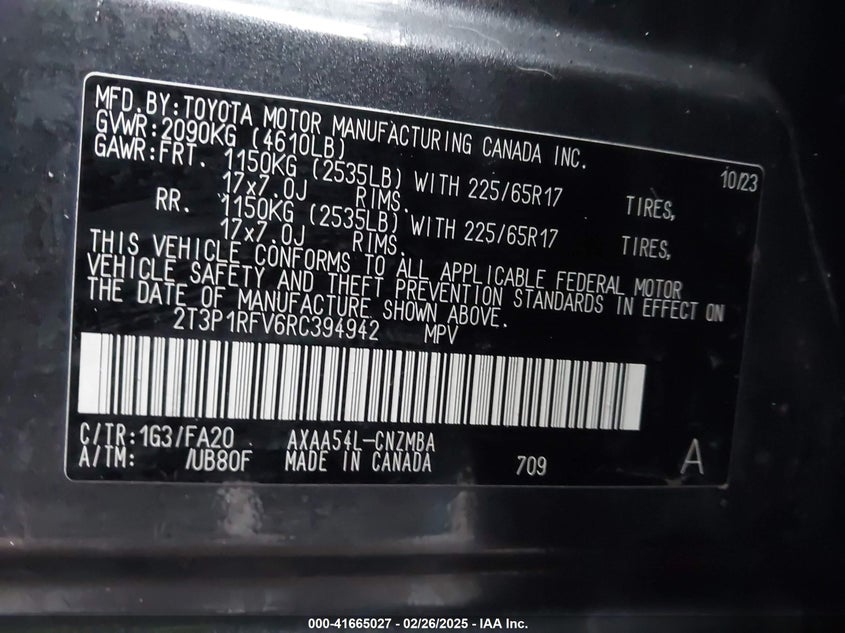 MFD.BY:TOYOTA MOTOR MANUFACTURING CANADA INC.
GVWR:2090KG (4610LB) 10/23
GAWR:FRT. 1150KG (2535LB) WITH 225/65R17 TIRES,
17x7.0J RIMS.
RR. 1150KG (2535LB) WITH 225/65R17 TIRES,
17x7.0J RIMS.
THIS VEHICLE CONFORMS TO ALL APPLICABLE FEDERAL MOTOR
VEHICLE SAFETY AND THEFT PREVENTION STANDARDS IN EFFECT ON
THE DATE OF MANUFACTURE SHOWN ABOVE.
2T3P1RFV6RC394942 MPV
C/TR:1G3/FA20 AXAA54L-CNZMBA
A/TM: /UB80F MADE IN CANADA 709 A
000-41665027 - 02/26/2025 - IAA Inc.